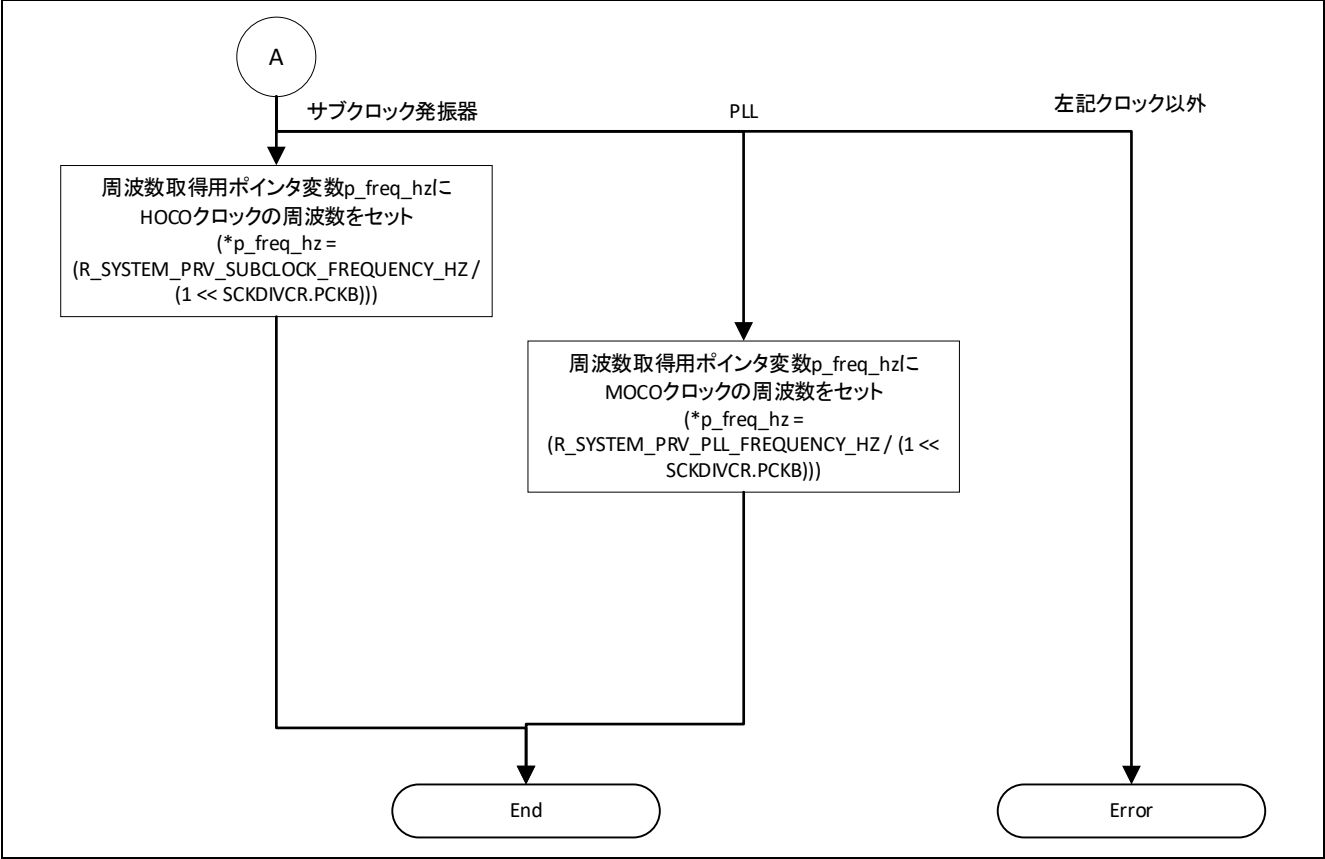 A
サブクロック発振器
PLL
左記クロック以外
周波数取得用ポインタ変数p_freq_hzに
HOCOクロックの周波数をセット
(*p_freq_hz =
(R_SYSTEM_PRV_SUBCLOCK_FREQUENCY_HZ /
(1 << SCKDIVCR.PCKB)))
周波数取得用ポインタ変数p_freq_hzに
MOCOクロックの周波数をセット
(*p_freq_hz =
(R_SYSTEM_PRV_PLL_FREQUENCY_HZ / (1 <<
SCKDIVCR.PCKB)))
End
Error